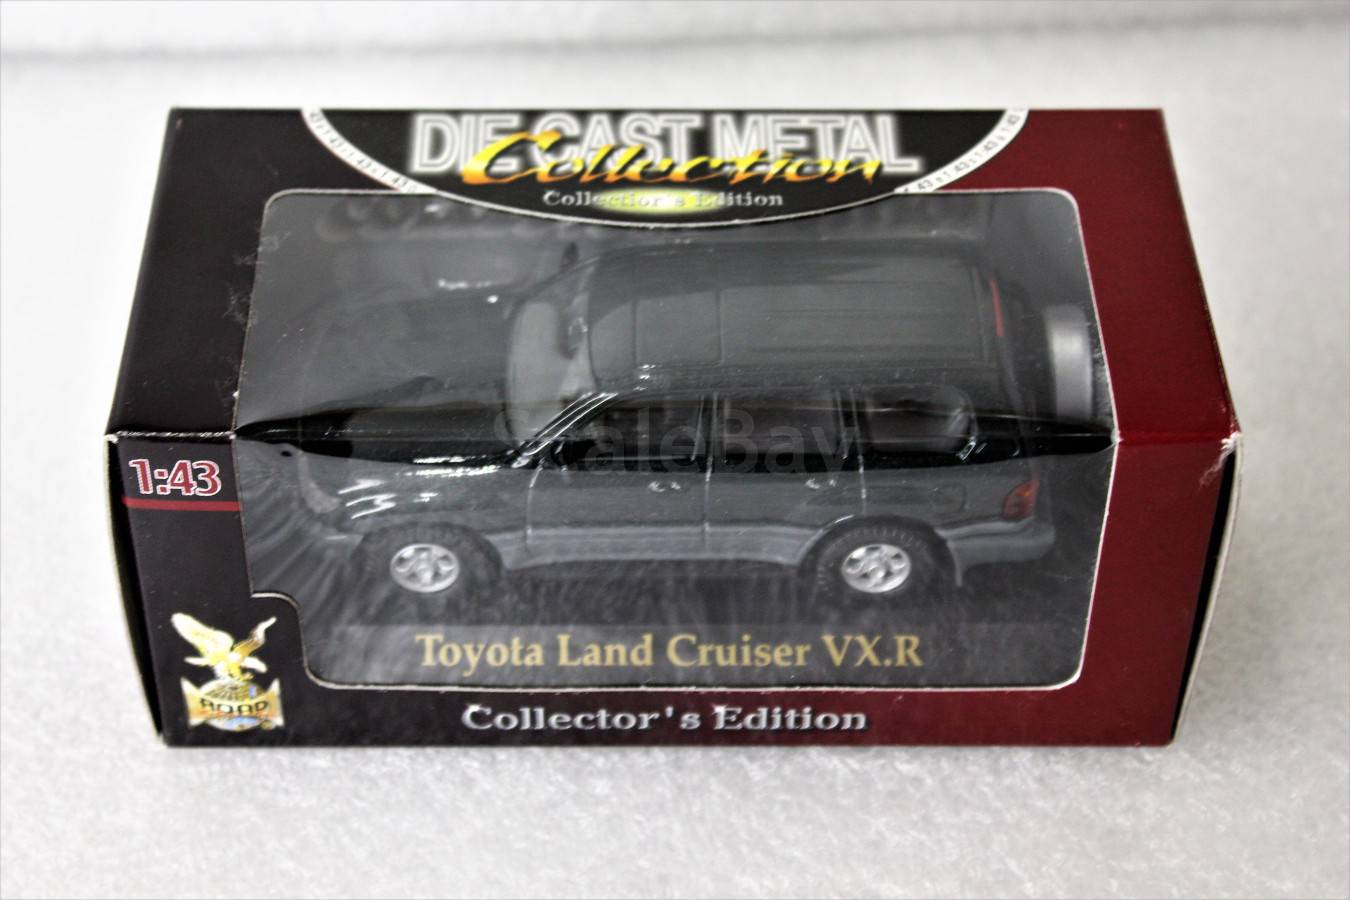 DIE CAST METAL
Collection
Collector's Edition
1:43
ScaleBay
Toyota Land Cruiser VX.R
ROAD
Collector's Edition